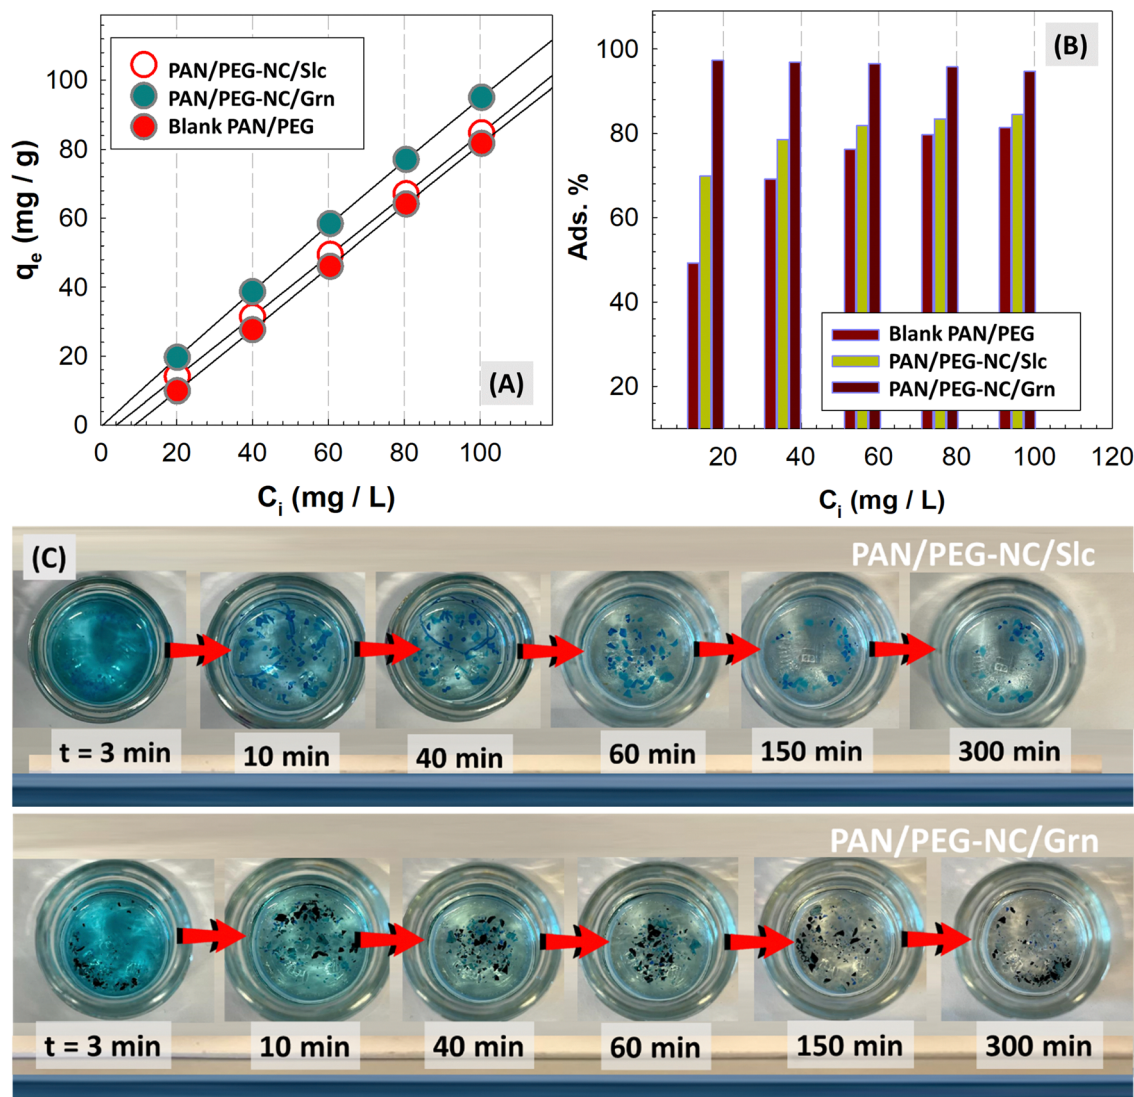 (A)
PAN/PEG-NC/Slc
PAN/PEG-NC/Grn
Blank PAN/PEG
qe (mg / g)
100
80
60
40
20
0
0 20 40 60 80 100
Ci (mg / L)
(B)
Ads. %
100
80
60
40
20
Blank PAN/PEG
PAN/PEG-NC/Slc
PAN/PEG-NC/Grn
20 40 60 80 100 120
Ci (mg / L)
(C)
PAN/PEG-NC/Slc
t = 3 min 10 min 40 min 60 min 150 min 300 min
PAN/PEG-NC/Grn
t = 3 min 10 min 40 min 60 min 150 min 300 min